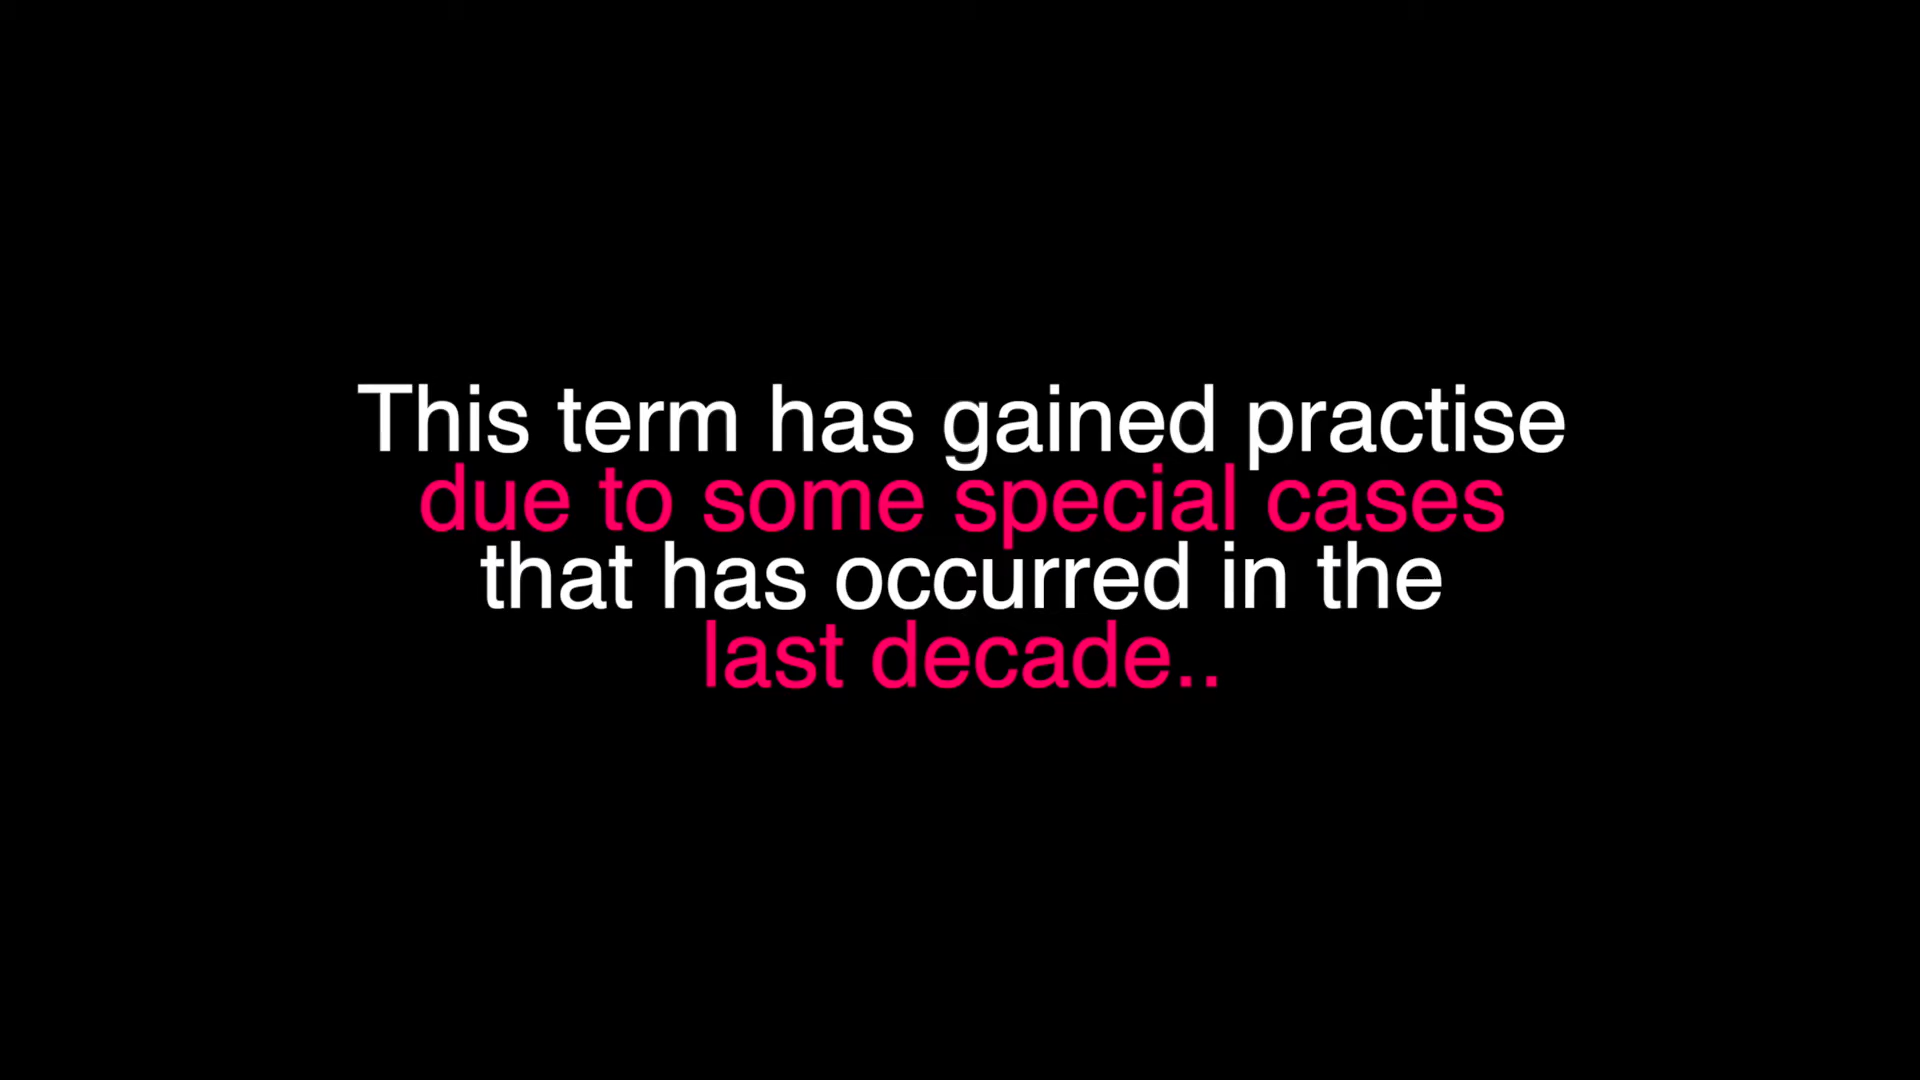 This term has gained practise
due to some special cases
that has occurred in the
last decade..